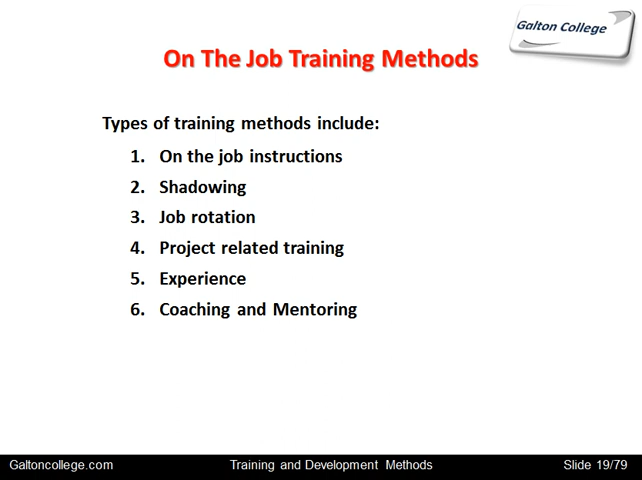 Galton College
On The Job Training Methods
Types of training methods include:
1. On the job instructions
2. Shadowing
3. Job rotation
4. Project related training
5. Experience
6. Coaching and Mentoring
Galtoncollege.com Training and Development Methods Slide 19/79